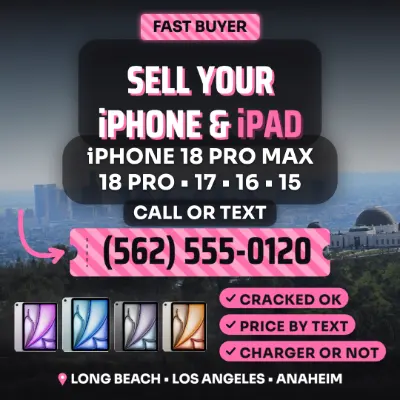 FAST BUYER
SELL YOUR
iPHONE & iPAD
iPHONE 18 PRO MAX
18 PRO ▪ 17 ▪ 16 ▪ 15
CALL OR TEXT
(562) 555-0120
CRACKED OK
PRICE BY TEXT
CHARGER OR NOT
LONG BEACH ▪ LOS ANGELES ▪ ANAHEIM